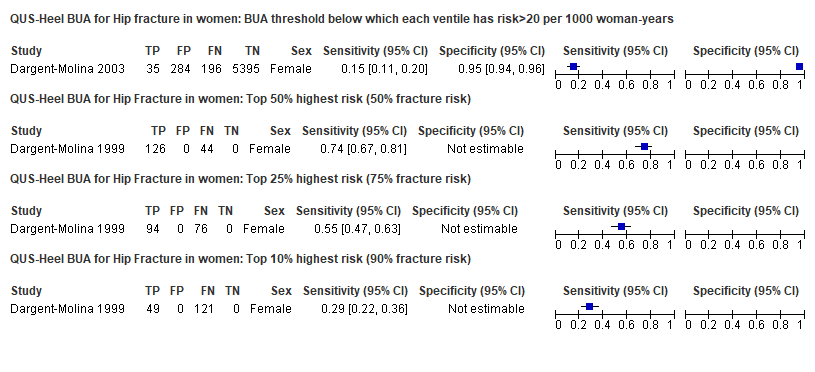 QUS-Heel BUA for Hip fracture in women: BUA threshold below which each ventile has risk>20 per 1000 woman-years
Study TP FP FN TN Sex Sensitivity (95% CI) Specificity (95% CI) Sensitivity (95% CI) Specificity (95% CI)
Dargent-Molina 2003 35 284 196 5395 Female 0.15 [0.11, 0.20] 0.95 [0.94, 0.96]
0 0.2 0.4 0.6 0.8 1 0 0.2 0.4 0.6 0.8 1
QUS-Heel BUA for Hip Fracture in women: Top 50% highest risk (50% fracture risk)
Study TP FP FN TN Sex Sensitivity (95% CI) Specificity (95% CI) Sensitivity (95% CI) Specificity (95% CI)
Dargent-Molina 1999 126 0 44 0 Female 0.74 [0.67, 0.81] Not estimable
0 0.2 0.4 0.6 0.8 1 0 0.2 0.4 0.6 0.8 1
QUS-Heel BUA for Hip Fracture in women: Top 25% highest risk (75% fracture risk)
Study TP FP FN TN Sex Sensitivity (95% CI) Specificity (95% CI) Sensitivity (95% CI) Specificity (95% CI)
Dargent-Molina 1999 94 0 76 0 Female 0.55 [0.47, 0.63] Not estimable
0 0.2 0.4 0.6 0.8 1 0 0.2 0.4 0.6 0.8 1
QUS-Heel BUA for Hip Fracture in women: Top 10% highest risk (90% fracture risk)
Study TP FP FN TN Sex Sensitivity (95% CI) Specificity (95% CI) Sensitivity (95% CI) Specificity (95% CI)
Dargent-Molina 1999 49 0 121 0 Female 0.29 [0.22, 0.36] Not estimable
0 0.2 0.4 0.6 0.8 1 0 0.2 0.4 0.6 0.8 1